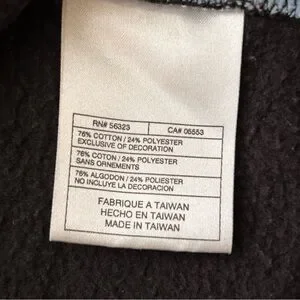 RN# 56323 CA# 06553
76% COTTON / 24% POLYESTER
EXCLUSIVE OF DECORATION
76% COTON / 24% POLYESTER
SANS ORNEMENTS
76% ALGODON / 24% POLIESTER
NO INCLUYE LA DECORACION
FABRIQUE A TAIWAN
HECHO EN TAIWAN
MADE IN TAIWAN